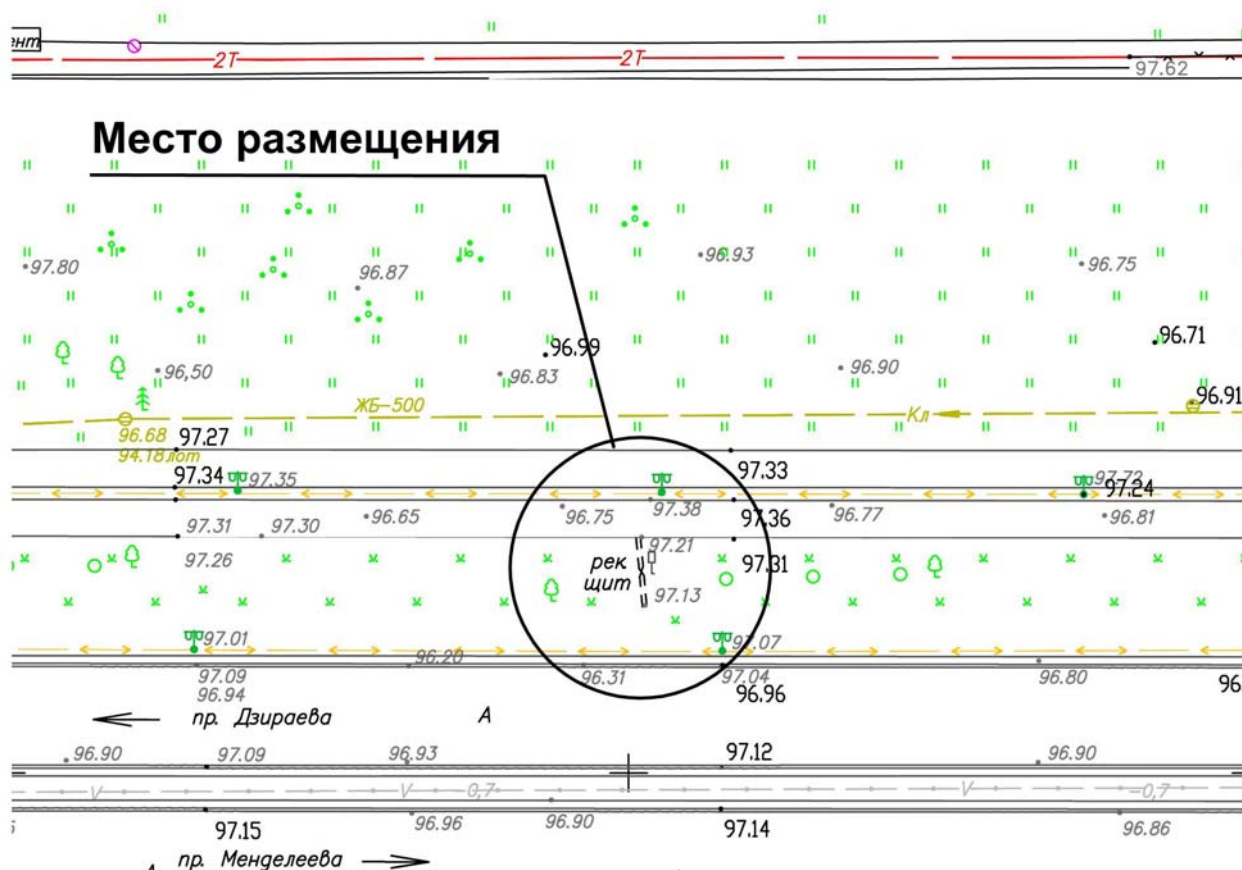 2Т 2Т
97.62
Место размещения
97.80 96.87 96.93 96.75
96.99 96.71
96,50 96.83 96.90
ЖБ-500 Кл 96.91
96.68 97.27 97.33
94.18лот
97.34 97.35 97.72
97.24
96.65 96.75 97.38 97.36 96.77 96.81
97.31 97.30 97.21
97.26 рек 97.31
щит 97.13
97.01 97.07
97.09 96.20 96.31 97.04 96.80
96.94 96.96
пр. Дзираева А
96.90 97.09 96.93 97.12 96.90
V V -0,7 V -0,7
97.15 96.96 96.90 97.14 96.86
пр. Менделеева